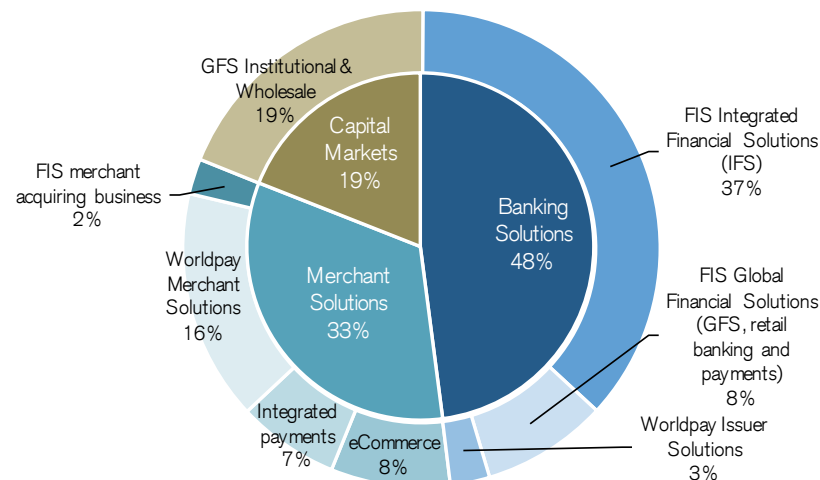 GFS Institutional &
Wholesale
19%
Capital
Markets
19%
FIS Integrated
Financial Solutions
(IFS)
37%
FIS merchant
acquiring business
2%
Banking
Solutions
48%
Worldpay
Merchant
Solutions
16%
Merchant
Solutions
33%
FIS Global
Financial Solutions
(GFS, retail
banking and
payments)
8%
Integrated
payments
7%
eCommerce
8%
Worldpay Issuer
Solutions
3%